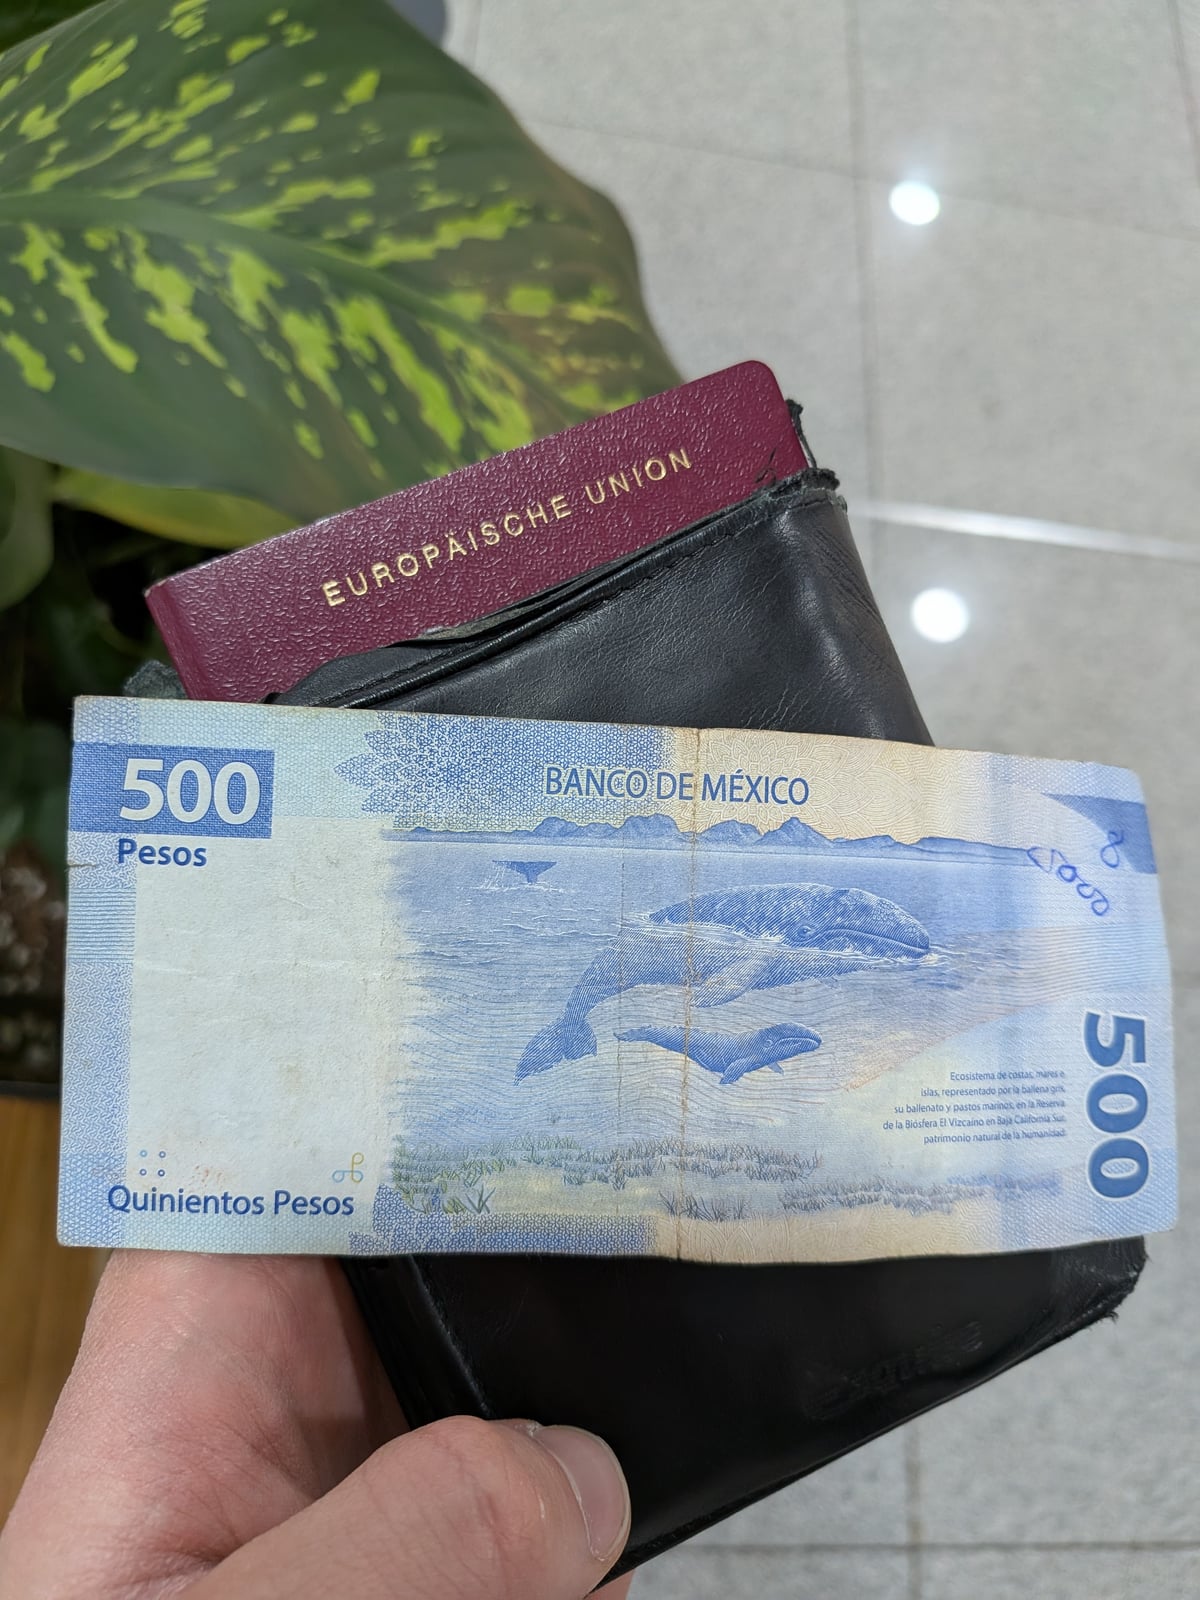 EUROPÄISCHE UNION
500
Pesos
BANCO DE MÉXICO
Ecosistema de costas, mares e
islas, representado por la ballena gris,
su ballenato y pastos marinos, en la Reserva
de la Biósfera El Vizcaíno en Baja California Sur,
patrimonio natural de la humanidad.
500
Quinientos Pesos